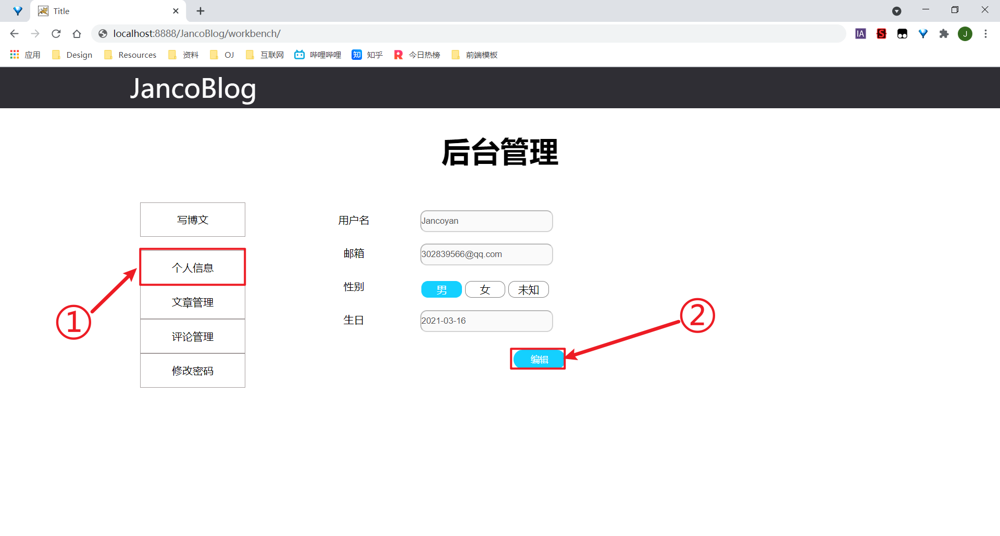 Title
localhost:8888/JancoBlog/workbench/
IA
S
J
应用 Design Resources 资料 OJ 互联网 哔哩哔哩 知 知乎 R 今日热榜 前端模板
JancoBlog
后台管理
写博文
个人信息
文章管理
评论管理
修改密码
用户名 Jancoyan
邮箱 302839566@qq.com
性别 男 女 未知
生日 2021-03-16
编辑
①
②